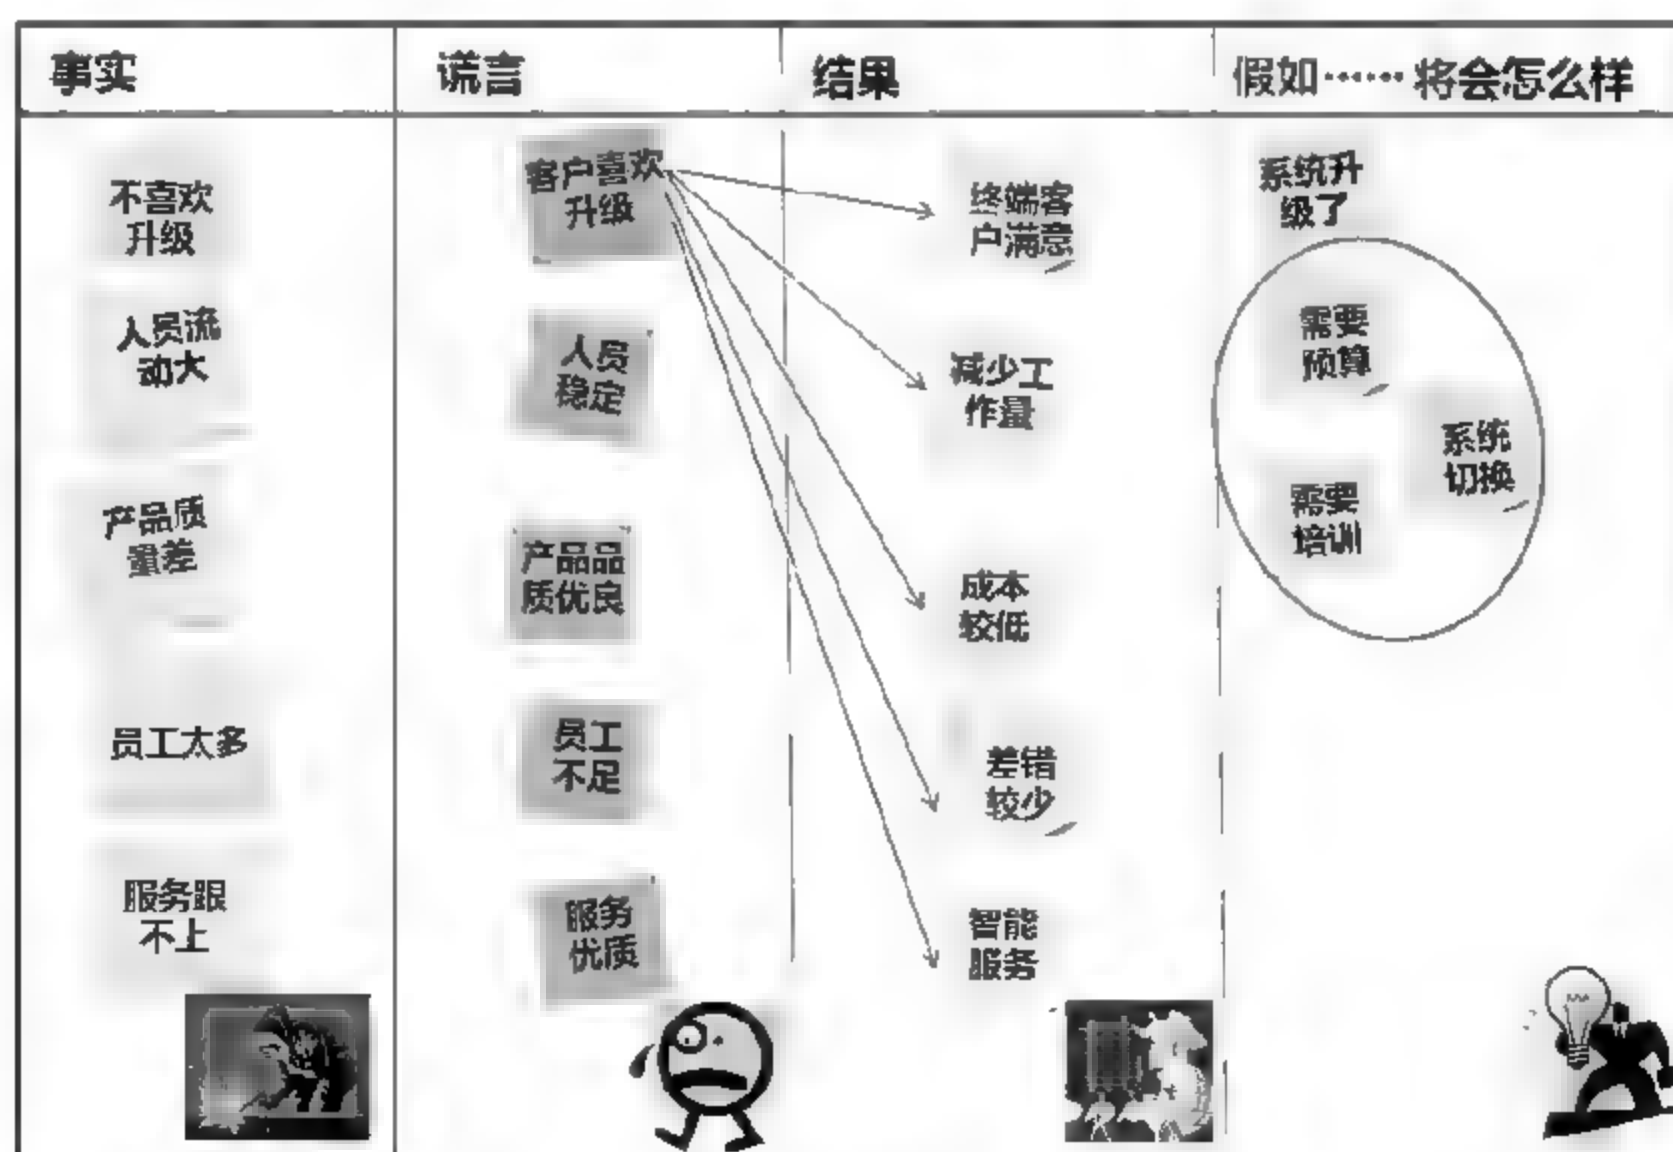 事实
谎言
结果
假如······将会怎么样
不喜欢
升级
人员流
动大
产品质
量差
员工太多
服务跟
不上
客户喜欢
升级
人员
稳定
产品品
质优良
员工
不足
服务
优质
终端客
户满意
减少工
作量
成本
较低
差错
较少
智能
服务
系统升
级了
需要
预算
系统
切换
需要
培训